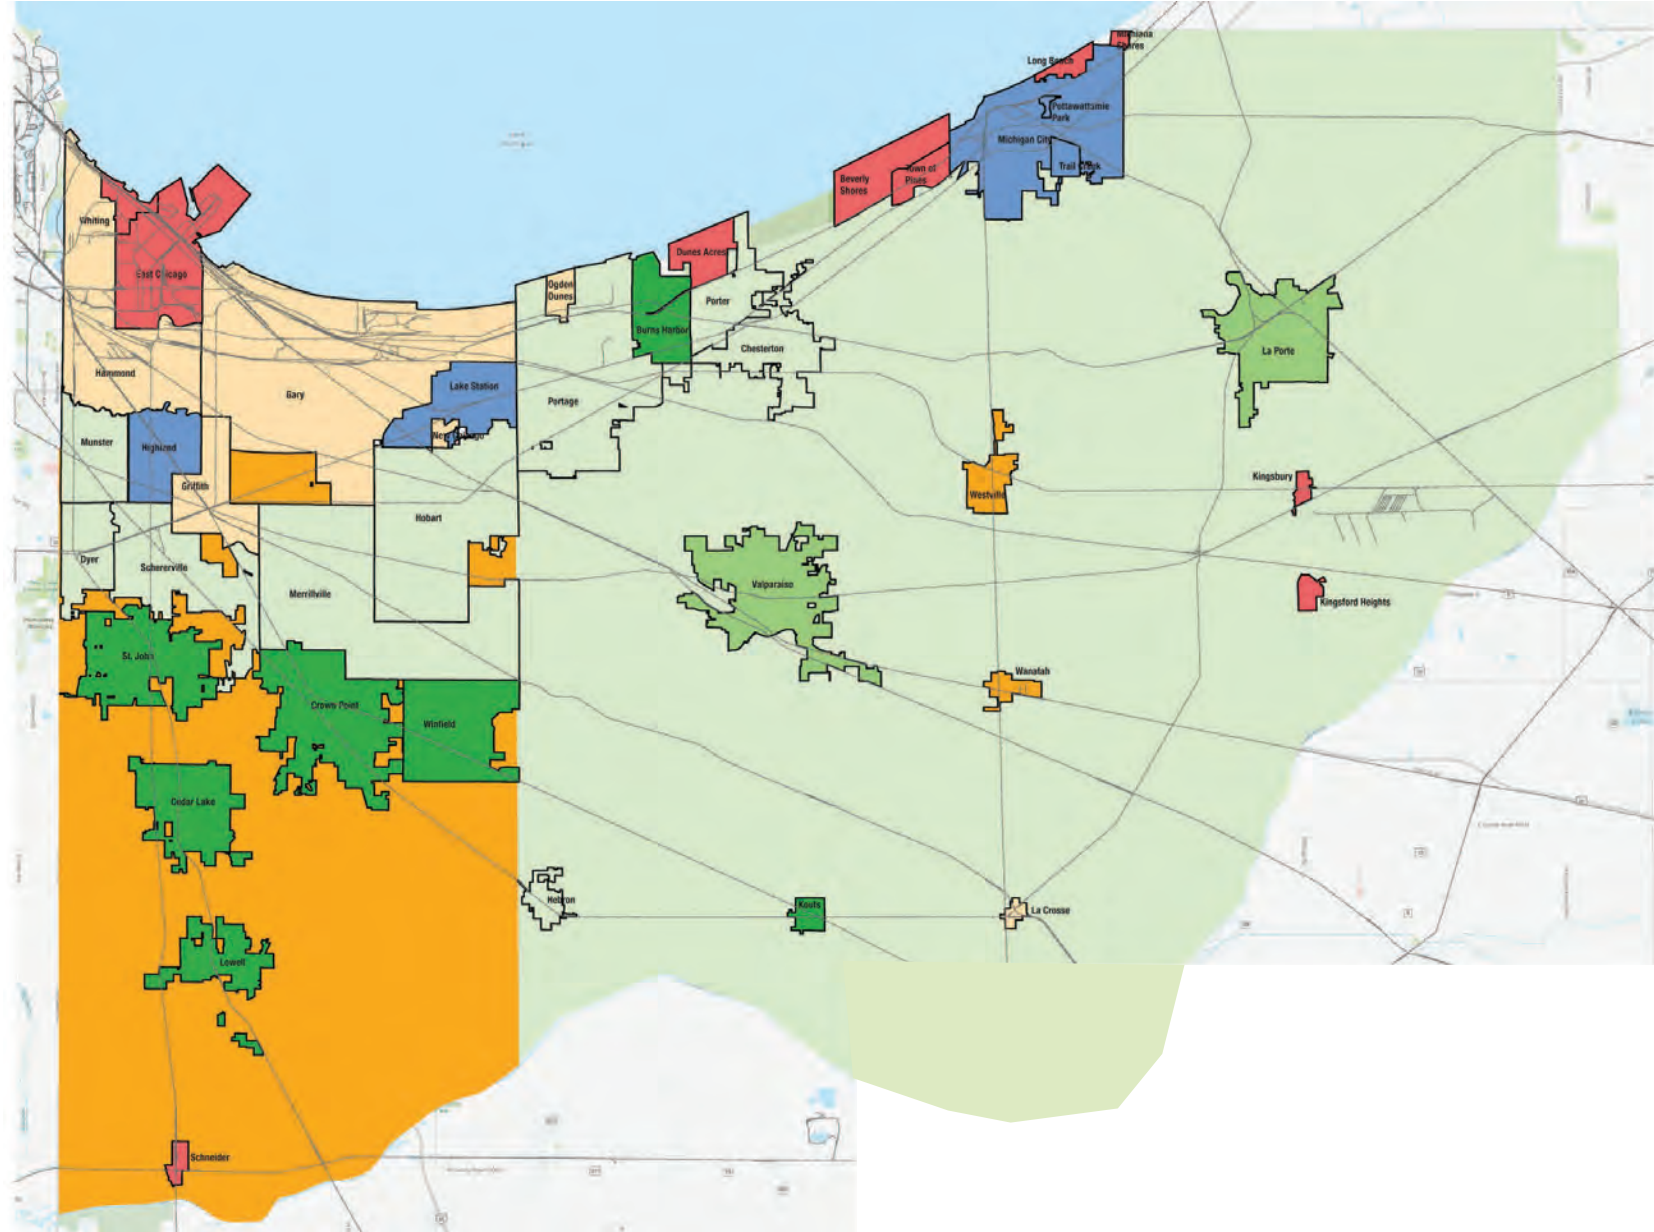 Michiana
Shores
Long Beach
Pottawattamie
Park
Michigan City
Trail Creek
Town of
Pines
Beverly
Shores
Whiting
East Chicago
Dunes Acres
Ogden
Dunes
Porter
Burns Harbor
Chesterton
La Porte
Hammond
Gary
Lake Station
Portage
New Chicago
Munster
Highland
Griffith
Westville
Kingsbury
Hobart
Dyer
Schererville
Merrillville
Valparaiso
Kingsford Heights
St. John
Wanatah
Crown Point
Winfield
Cedar Lake
Hebron
Kouts
La Crosse
Lowell
Schneider